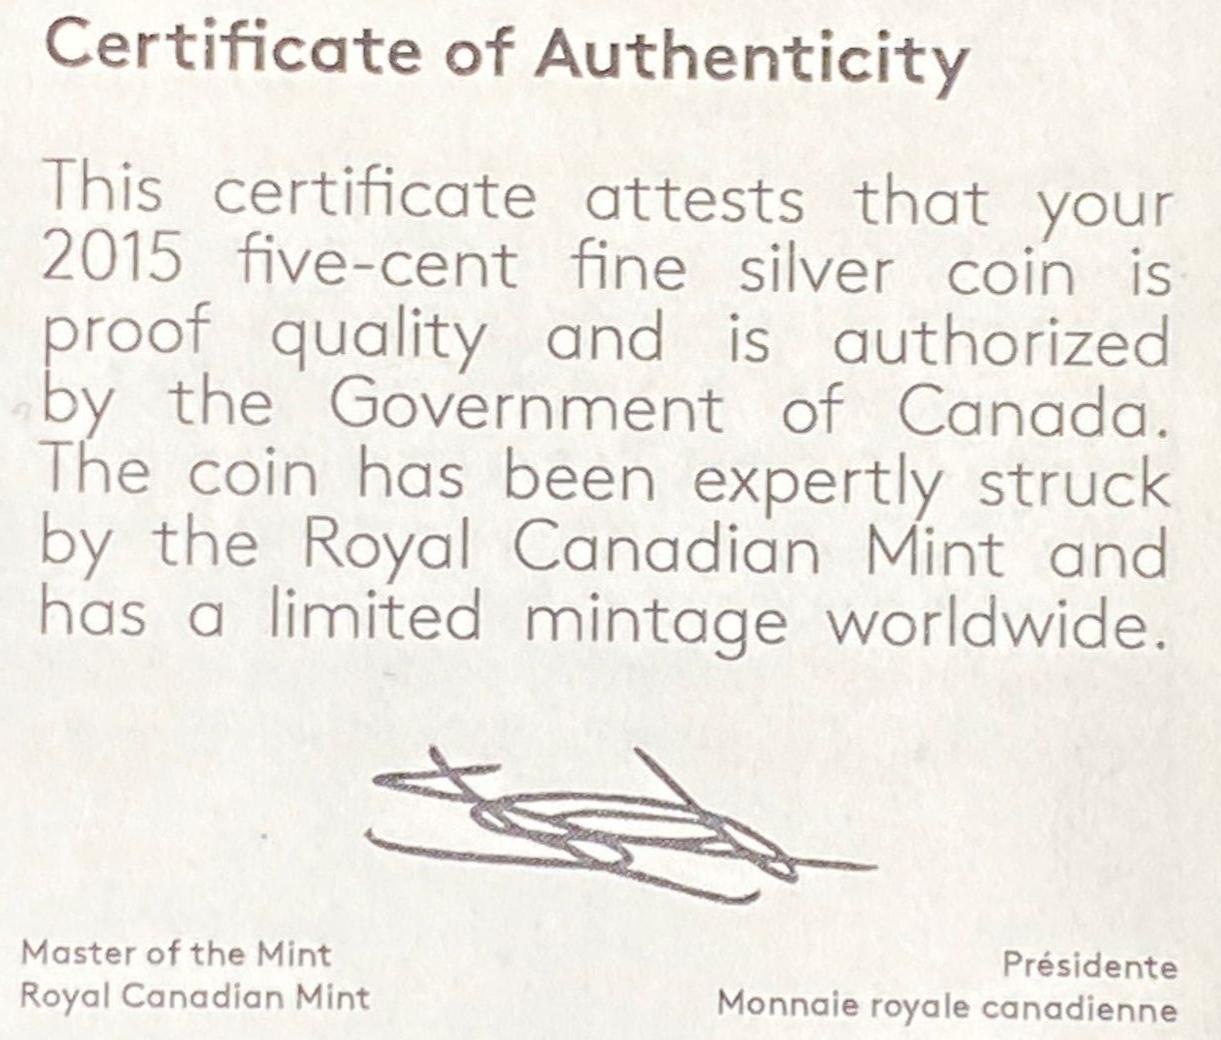 Certificate of Authenticity
This certificate attests that your
2015 five-cent fine silver coin is
proof quality and is authorized
by the Government of Canada.
The coin has been expertly struck
by the Royal Canadian Mint and
has a limited mintage worldwide.
Master of the Mint
Royal Canadian Mint
Présidente
Monnaie royale canadienne